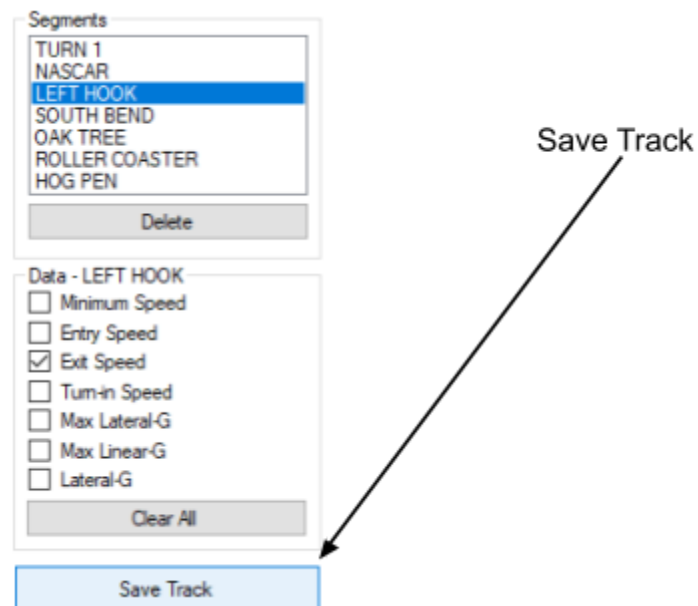 Segments
TURN 1
NASCAR
LEFT HOOK
SOUTH BEND
OAK TREE
ROLLER COASTER
HOG PEN
Delete
Save Track
Data - LEFT HOOK
Minimum Speed
Entry Speed
Exit Speed
Turn-in Speed
Max Lateral-G
Max Linear-G
Lateral-G
Clear All
Save Track